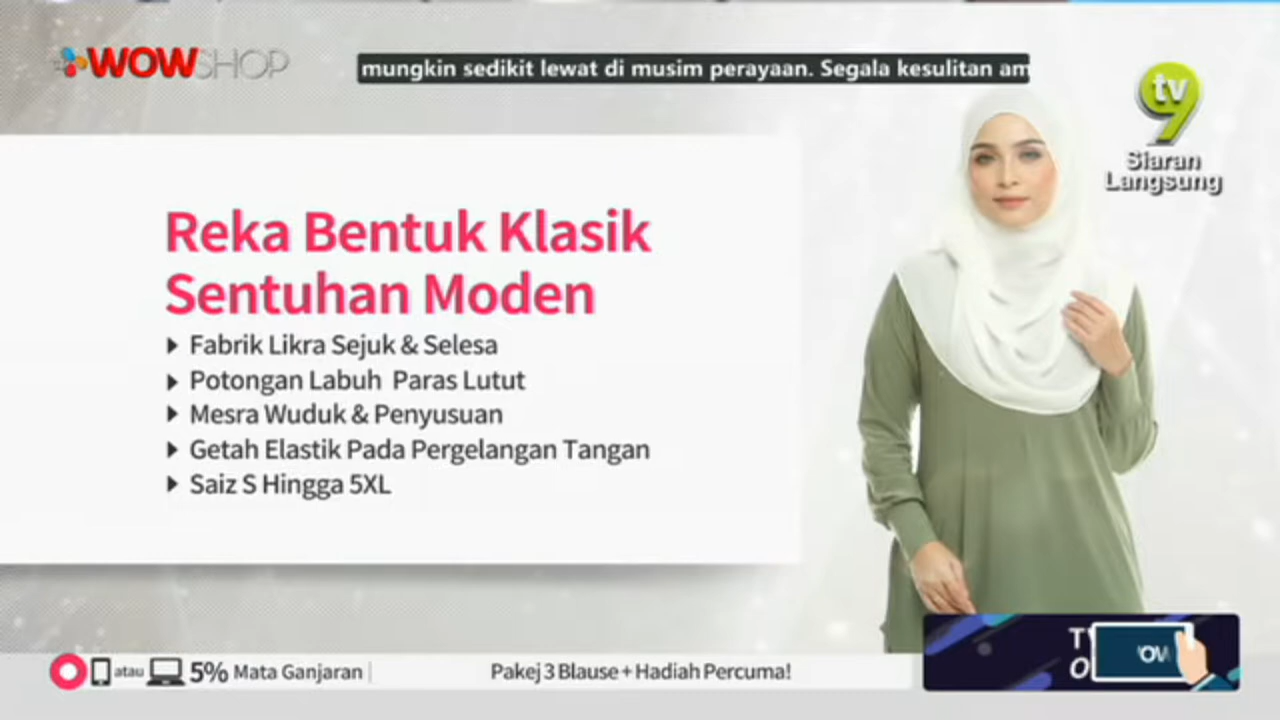 WOWSHOP
mungkin sedikit lewat di musim perayaan. Segala kesulitan am
tv
9
Siaran
Langsung
Reka Bentuk Klasik
Sentuhan Moden
Fabrik Likra Sejuk & Selesa
Potongan Labuh Paras Lutut
Mesra Wuduk & Penyusuan
Getah Elastik Pada Pergelangan Tangan
Saiz S Hingga 5XL
atau 5% Mata Ganjaran
Pakej 3 Blause + Hadiah Percuma!